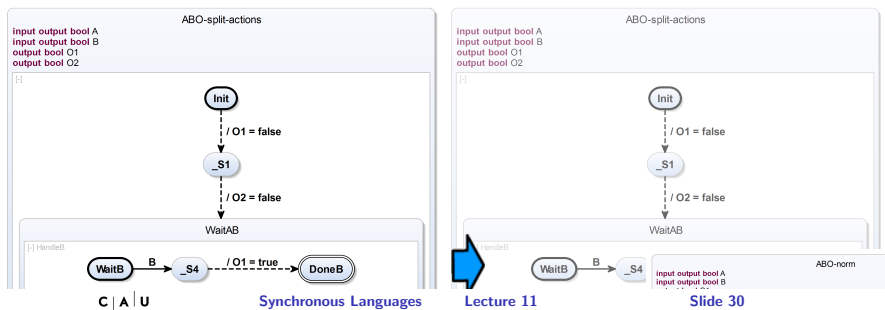 ABO-split-actions
input output bool A
input output bool B
output bool O1
output bool O2
[-]
Init
/ O1 = false
_S1
/ O2 = false
WaitAB
[-] HandleB
WaitB
B
_S4
/ O1 = true
DoneB
ABO-split-actions
input output bool A
input output bool B
output bool O1
output bool O2
[-]
Init
/ O1 = false
_S1
/ O2 = false
WaitAB
HandleB
WaitB
B
_S4
ABO-norm
input output bool A
input output bool B
C | A | U
Synchronous Languages
Lecture 11
Slide 30